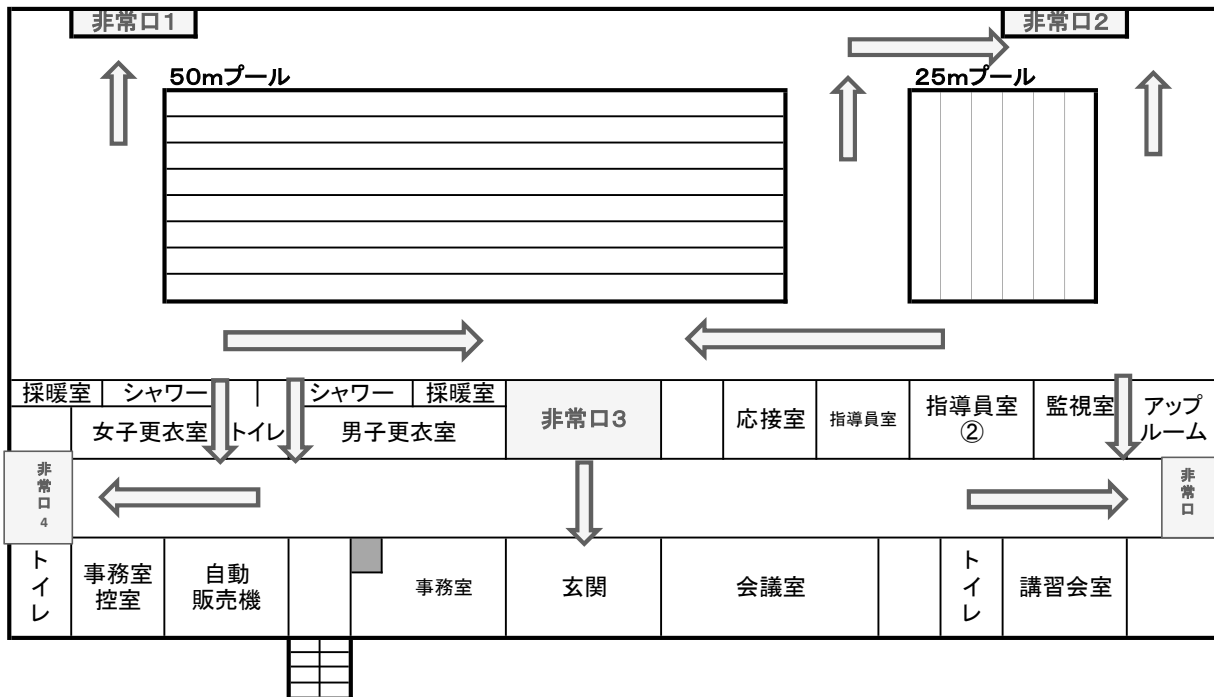 非常口1
非常口2
50mプール
25mプール
採暖室
シャワー
シャワー
採暖室
女子更衣室
トイレ
男子更衣室
非常口3
応接室
指導員室
指導員室
②
監視室
アップ
ルーム
非
常
口
4
非
常
口
ト
イ
レ
事務室
控室
自動
販売機
事務室
玄関
会議室
ト
イ
レ
講習会室